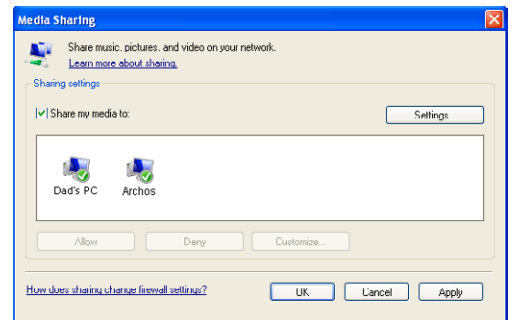 Media Sharing
Share music, pictures, and video on your network.
Learn more about sharing.
Sharing settings
Share my media to:
Settings
Dad's PC
Archos
Allow
Deny
Customize...
How does sharing change firewall settings?
OK
Cancel
Apply